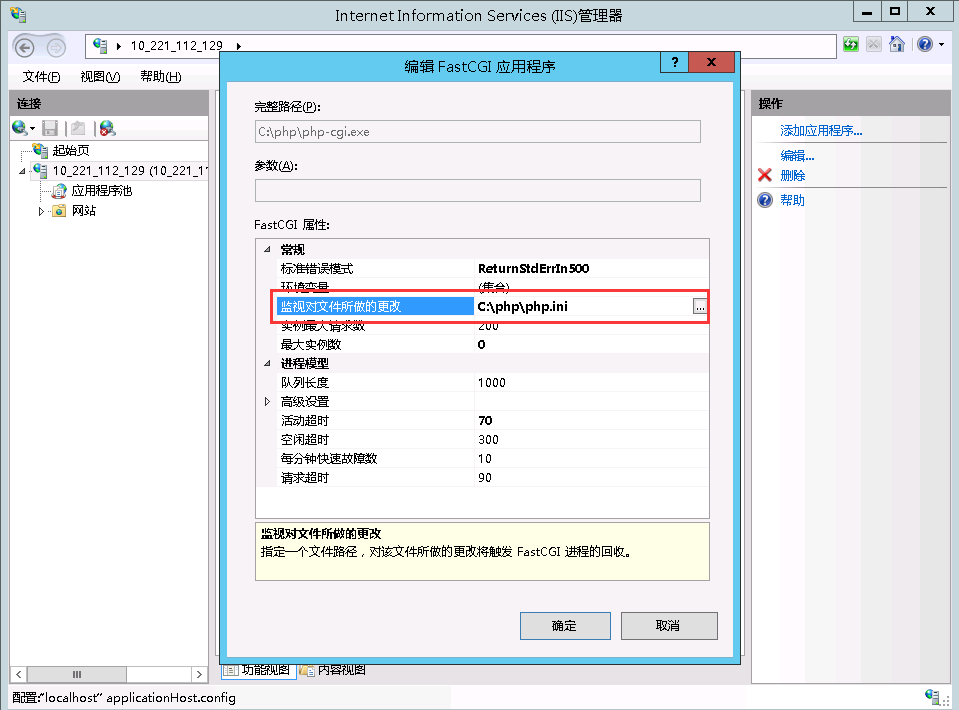 Internet Information Services (IIS)管理器
10_221_112_129
文件(F) 视图(V) 帮助(H)
连接
起始页
10_221_112_129 (10_221_11
应用程序池
网站
编辑 FastCGI 应用程序
完整路径(P):
C:\php\php-cgi.exe
参数(A):
FastCGI 属性:
常规
标准错误模式 ReturnStdErrIn500
环境变量 (集合)
监视对文件所做的更改 C:\php\php.ini ...
实例最大请求数 200
最大实例数 0
进程模型
队列长度 1000
高级设置
活动超时 70
空闲超时 300
每分钟快速故障数 10
请求超时 90
监视对文件所做的更改
指定一个文件路径，对该文件所做的更改将触发 FastCGI 进程的回收。
确定 取消
操作
添加应用程序...
编辑...
删除
帮助
功能视图 内容视图
配置:"localhost" applicationHost.config